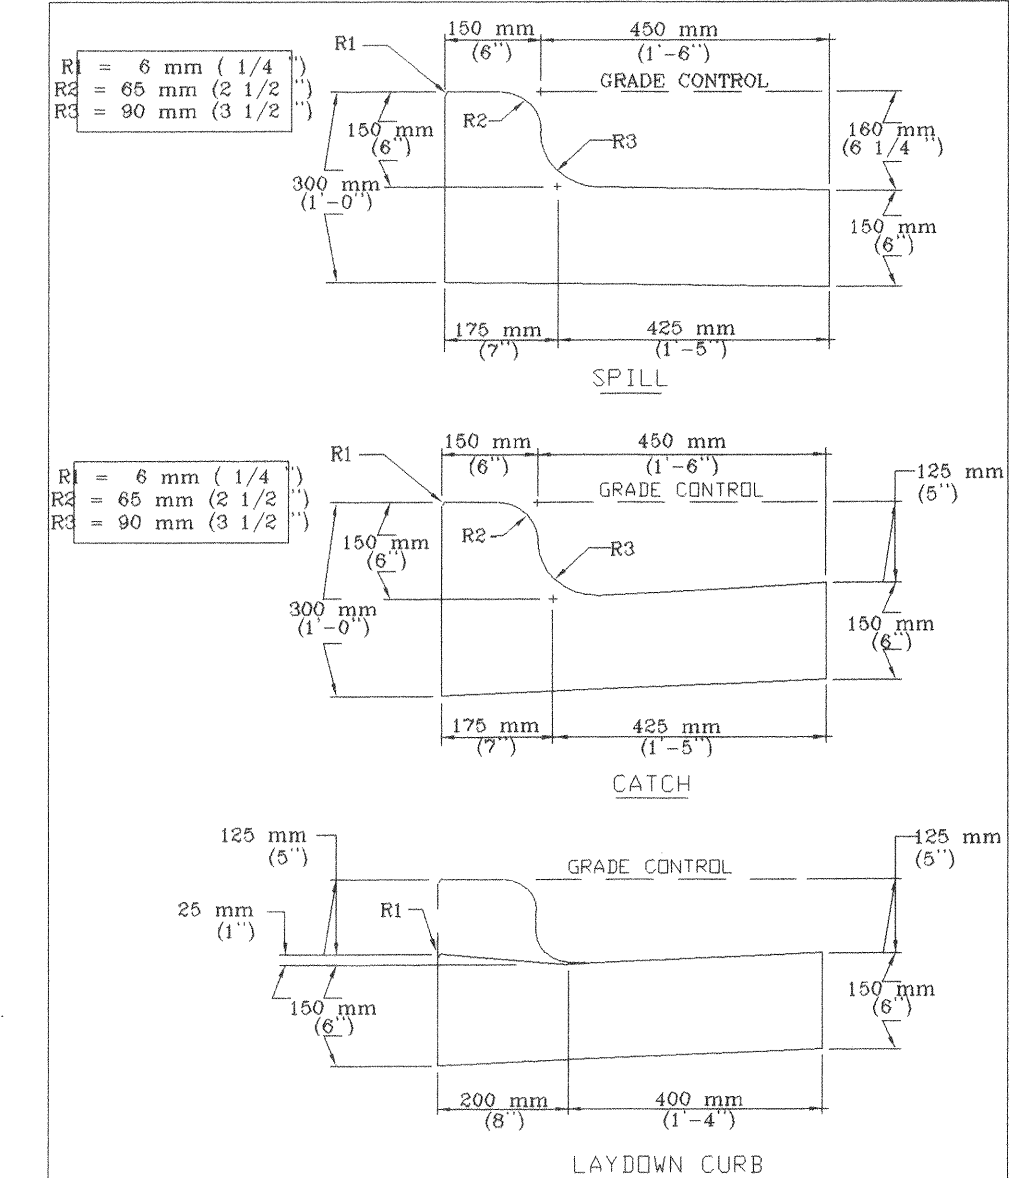 150 mm
(6")
450 mm
(1'-6")
R1
R1 = 6 mm ( 1/4 ")
R2 = 65 mm (2 1/2 ")
R3 = 90 mm (3 1/2 ")
GRADE CONTROL
R2
R3
150 mm
(6")
160 mm
(6 1/4 ")
300 mm
(1'-0")
150 mm
(6")
175 mm
(7")
425 mm
(1'-5")
SPILL
150 mm
(6")
450 mm
(1'-6")
R1
R1 = 6 mm ( 1/4 ")
R2 = 65 mm (2 1/2 ")
R3 = 90 mm (3 1/2 ")
GRADE CONTROL
125 mm
(5")
R2
R3
150 mm
(6")
300 mm
(1'-0")
150 mm
(6")
175 mm
(7")
425 mm
(1'-5")
CATCH
125 mm
(5")
GRADE CONTROL
125 mm
(5")
25 mm
(1")
R1
150 mm
(6")
150 mm
(6")
200 mm
(8")
400 mm
(1'-4")
LAYDOWN CURB